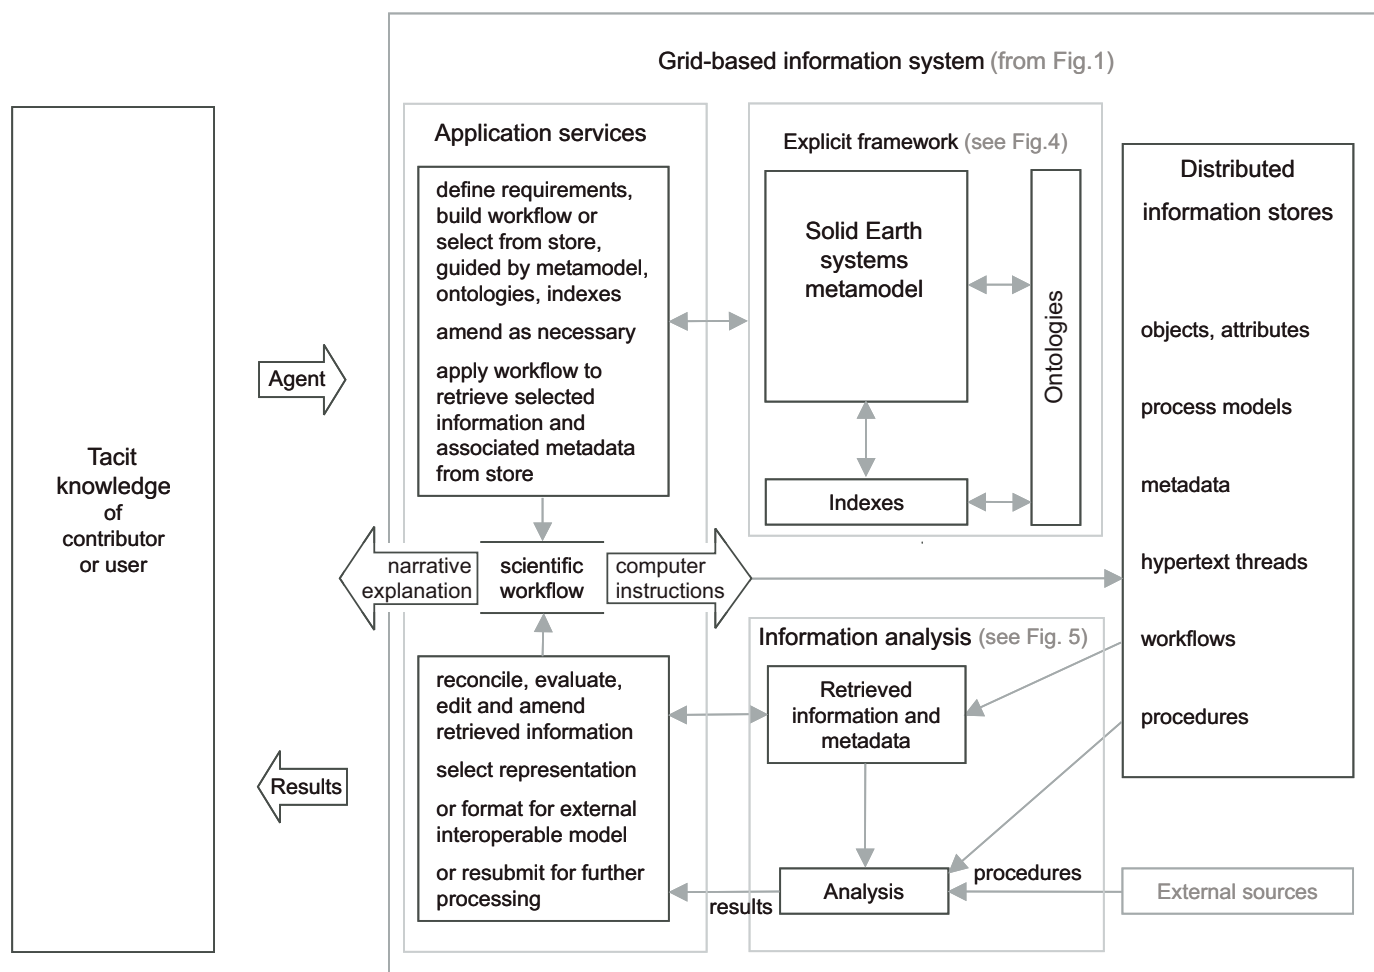 Grid-based information system (from Fig.1)
Tacit
knowledge
of
contributor
or user
Agent
Results
Application services
define requirements,
build workflow or
select from store,
guided by metamodel,
ontologies, indexes
amend as necessary
apply workflow to
retrieve selected
information and
associated metadata
from store
narrative
explanation
scientific
workflow
computer
instructions
reconcile, evaluate,
edit and amend
retrieved information
select representation
or format for external
interoperable model
or resubmit for further
processing
Explicit framework (see Fig.4)
Solid Earth
systems
metamodel
Ontologies
Indexes
Information analysis (see Fig. 5)
Retrieved
information and
metadata
Analysis
results
procedures
Distributed
information stores
objects, attributes
process models
metadata
hypertext threads
workflows
procedures
External sources